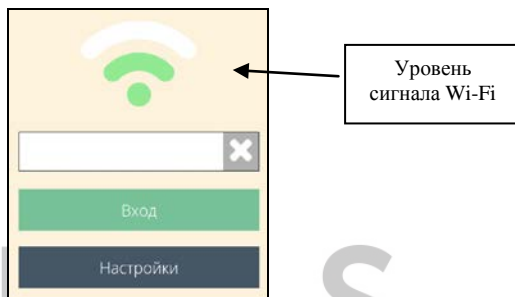 Уровень
сигнала Wi-Fi
Вход
Настройки
S